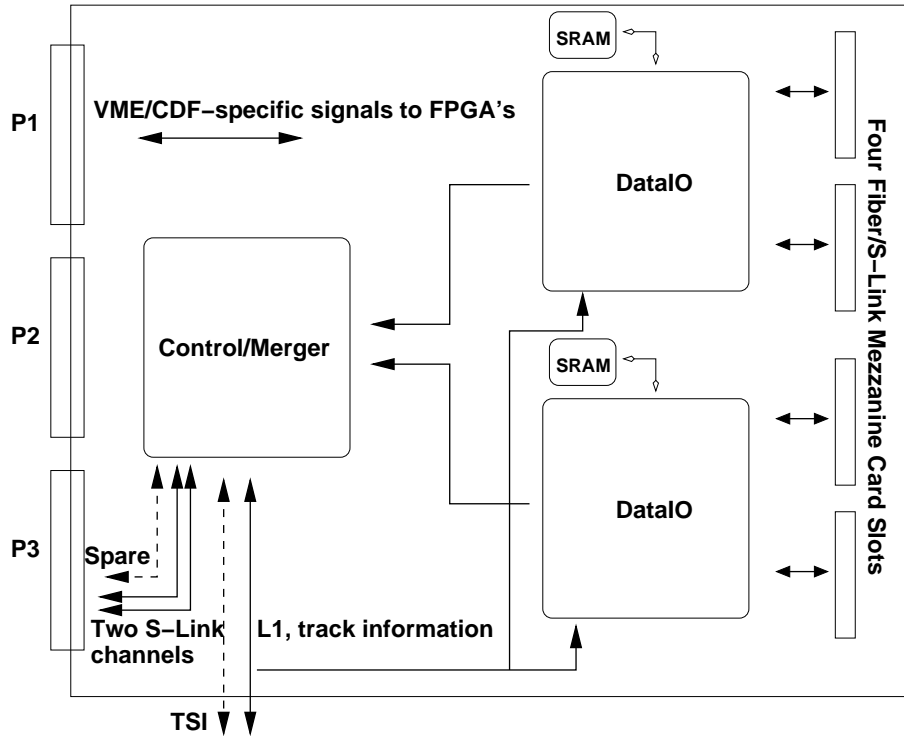 SRAM
P1
VME/CDF−specific signals to FPGA's
DataIO
Four Fiber/S−Link Mezzanine Card Slots
P2
Control/Merger
SRAM
P3
DataIO
Spare
Two S−Link
channels
L1, track information
TSI